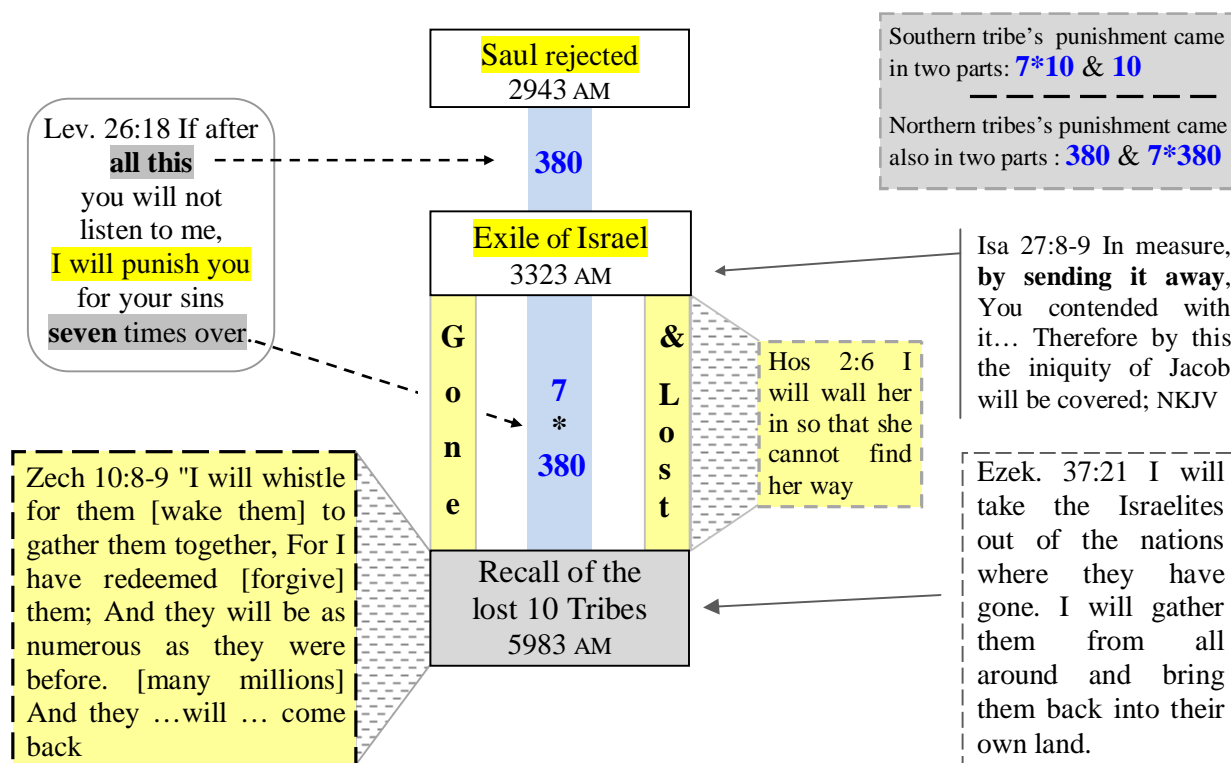 Saul rejected
2943 AM
Southern tribe's punishment came
in two parts: 7*10 & 10
Northern tribes's punishment came
also in two parts : 380 & 7*380
Lev. 26:18 If after
all this
you will not
listen to me,
I will punish you
for your sins
seven times over.
380
Exile of Israel
3323 AM
Isa 27:8-9 In measure,
by sending it away,
You contended with
it… Therefore by this
the iniquity of Jacob
will be covered; NKJV
G
o
n
e
7
*
380
&
L
o
s
t
Hos 2:6 I
will wall her
in so that she
cannot find
her way
Zech 10:8-9 "I will whistle
for them [wake them] to
gather them together, For I
have redeemed [forgive]
them; And they will be as
numerous as they were
before. [many millions]
And they …will … come
back
Recall of the
lost 10 Tribes
5983 AM
Ezek. 37:21 I will
take the Israelites
out of the nations
where they have
gone. I will gather
them from all
around and bring
them back into their
own land.